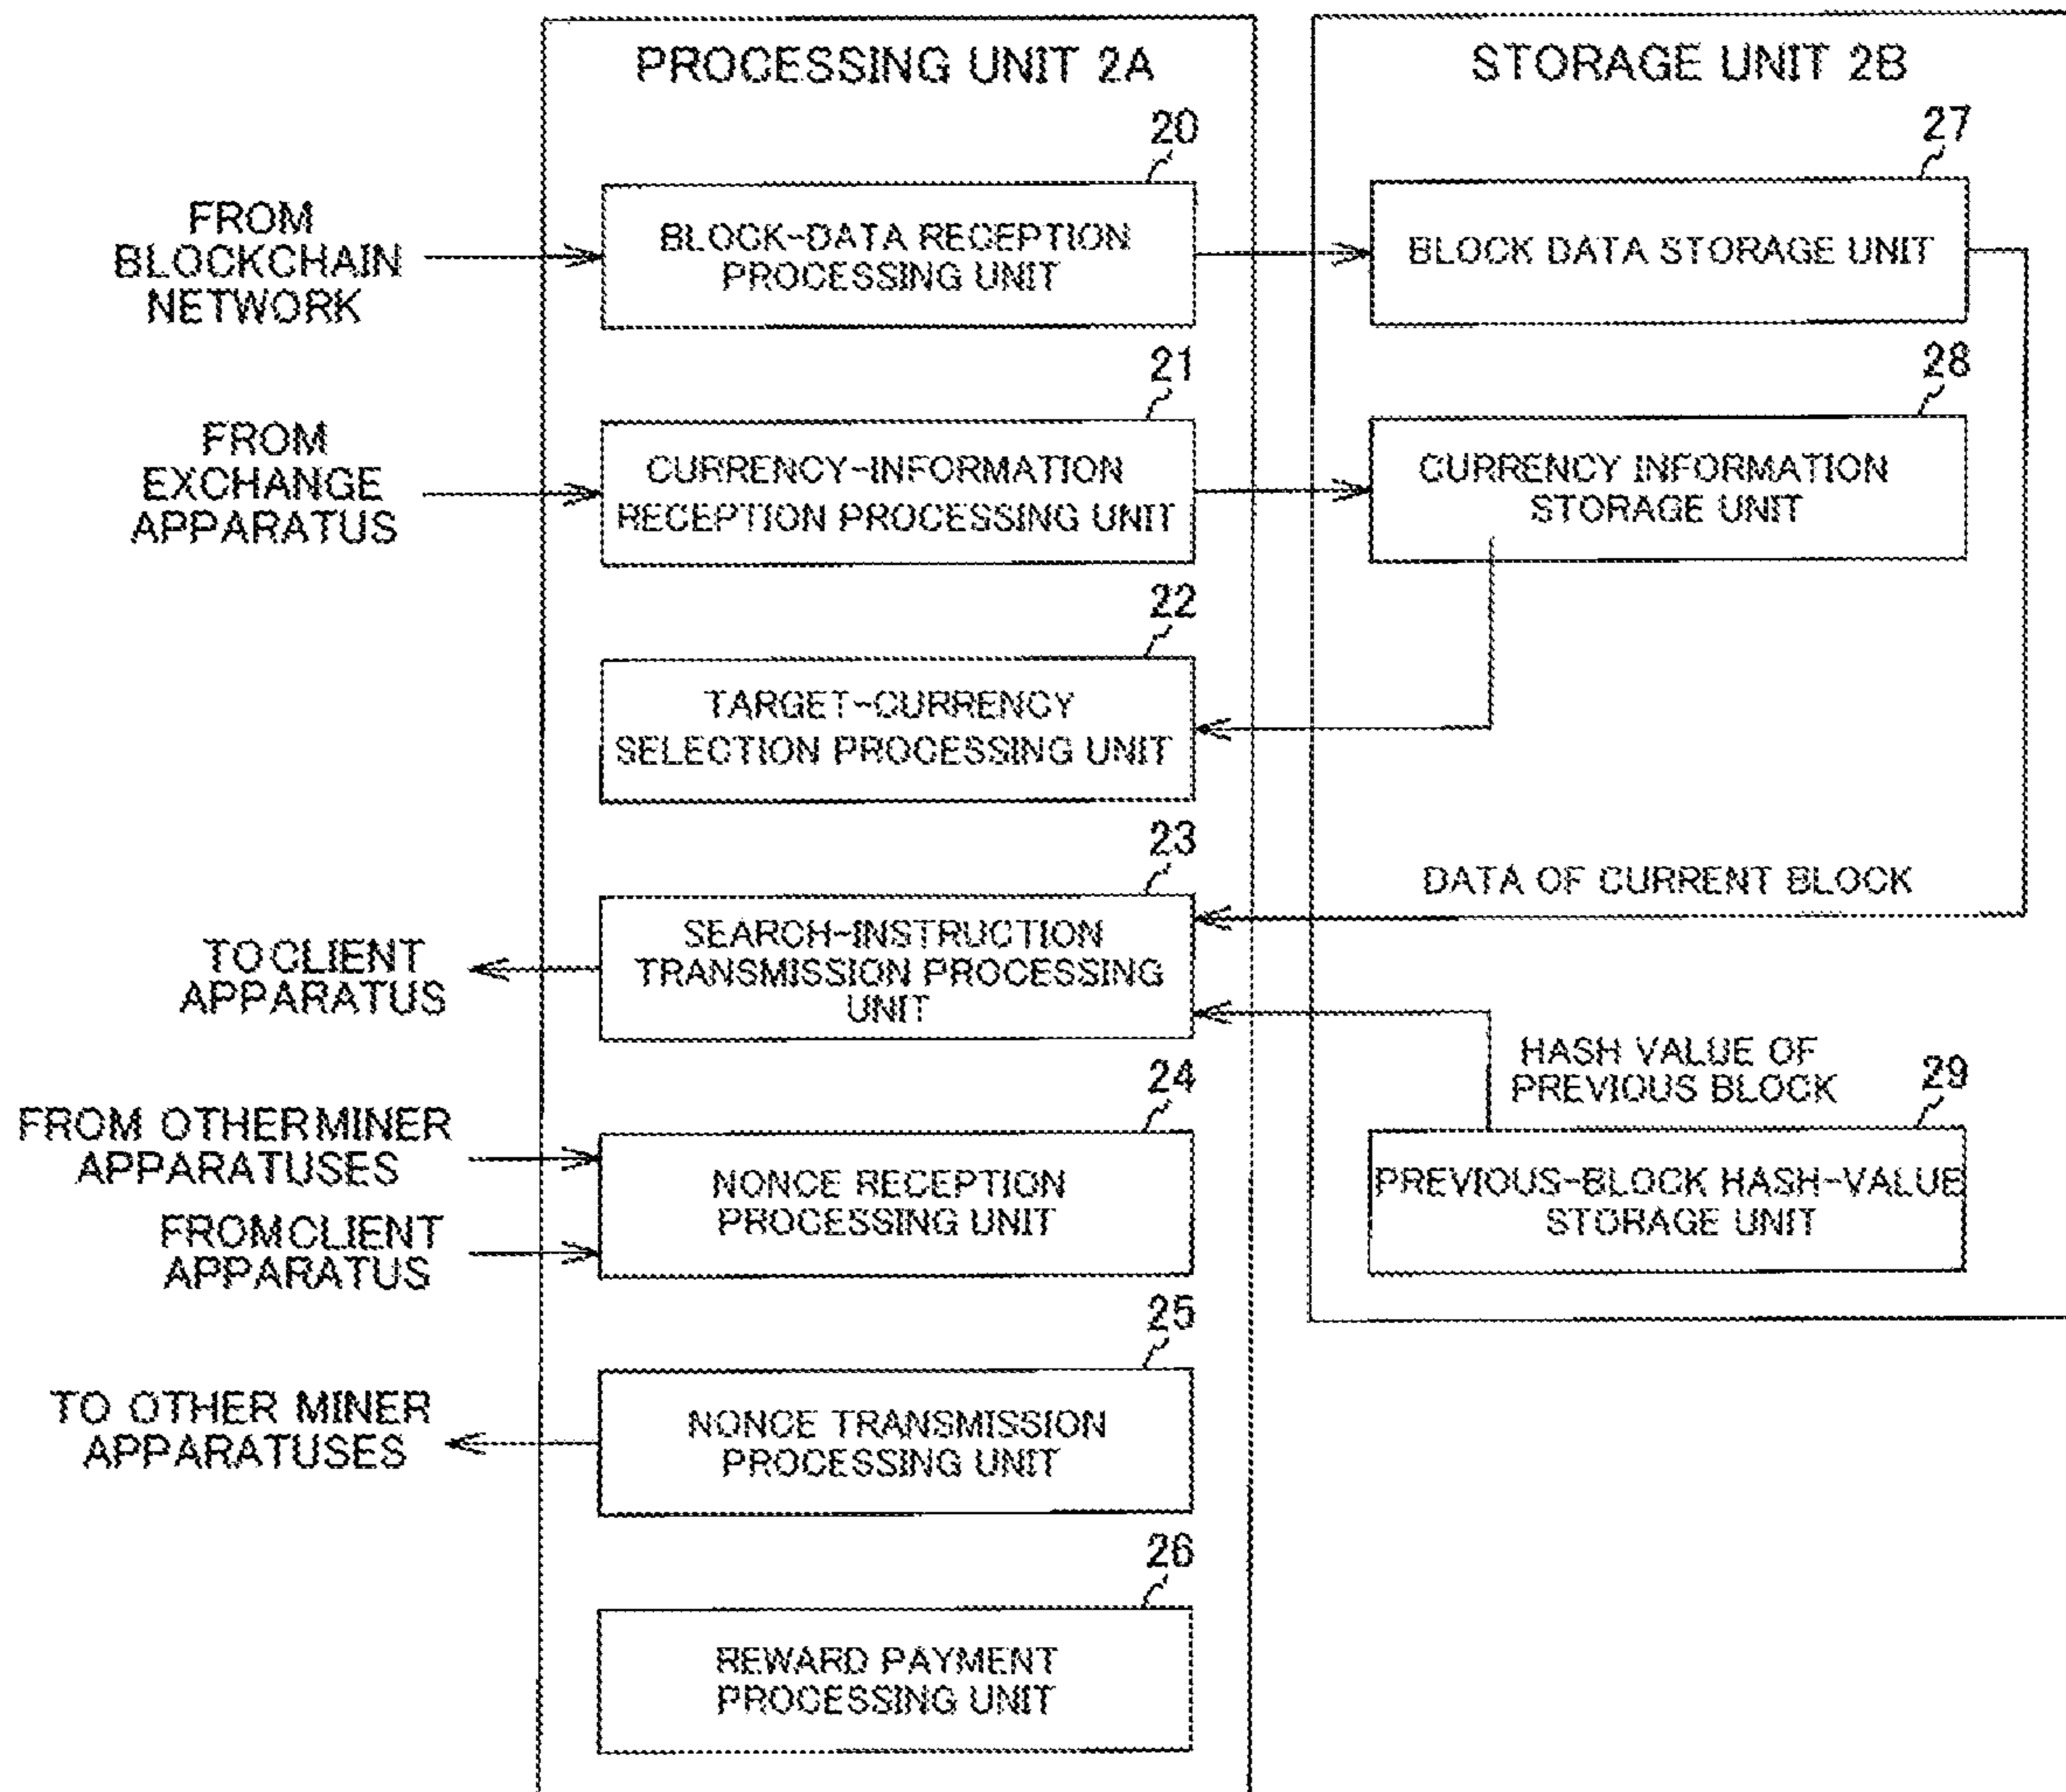 PROCESSING UNIT 2A
STORAGE UNIT 2B
20
27
FROM
BLOCKCHAIN
NETWORK
BLOCK-DATA RECEPTION
PROCESSING UNIT
BLOCK DATA STORAGE UNIT
21
28
FROM
EXCHANGE
APPARATUS
CURRENCY-INFORMATION
RECEPTION PROCESSING UNIT
CURRENCY INFORMATION
STORAGE UNIT
22
TARGET-CURRENCY
SELECTION PROCESSING UNIT
23
DATA OF CURRENT BLOCK
TO CLIENT
APPARATUS
SEARCH-INSTRUCTION
TRANSMISSION PROCESSING
UNIT
HASH VALUE OF
PREVIOUS BLOCK
24
29
FROM OTHER MINER
APPARATUSES
FROM CLIENT
APPARATUS
NONCE RECEPTION
PROCESSING UNIT
PREVIOUS-BLOCK HASH-VALUE
STORAGE UNIT
25
TO OTHER MINER
APPARATUSES
NONCE TRANSMISSION
PROCESSING UNIT
26
REWARD PAYMENT
PROCESSING UNIT